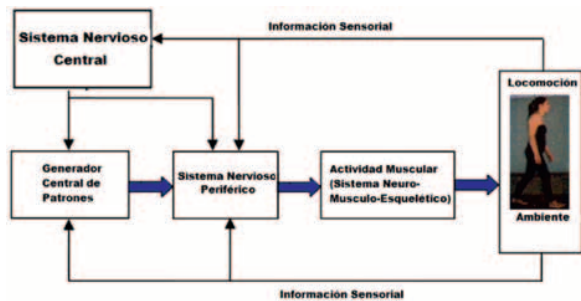 Información Sensorial
Sistema Nervioso
Central
Locomoción
Generador
Central de
Patrones
Sistema Nervioso
Periférico
Actividad Muscular
(Sistema Neuro-
Musculo-Esquelético)
Ambiente
Información Sensorial